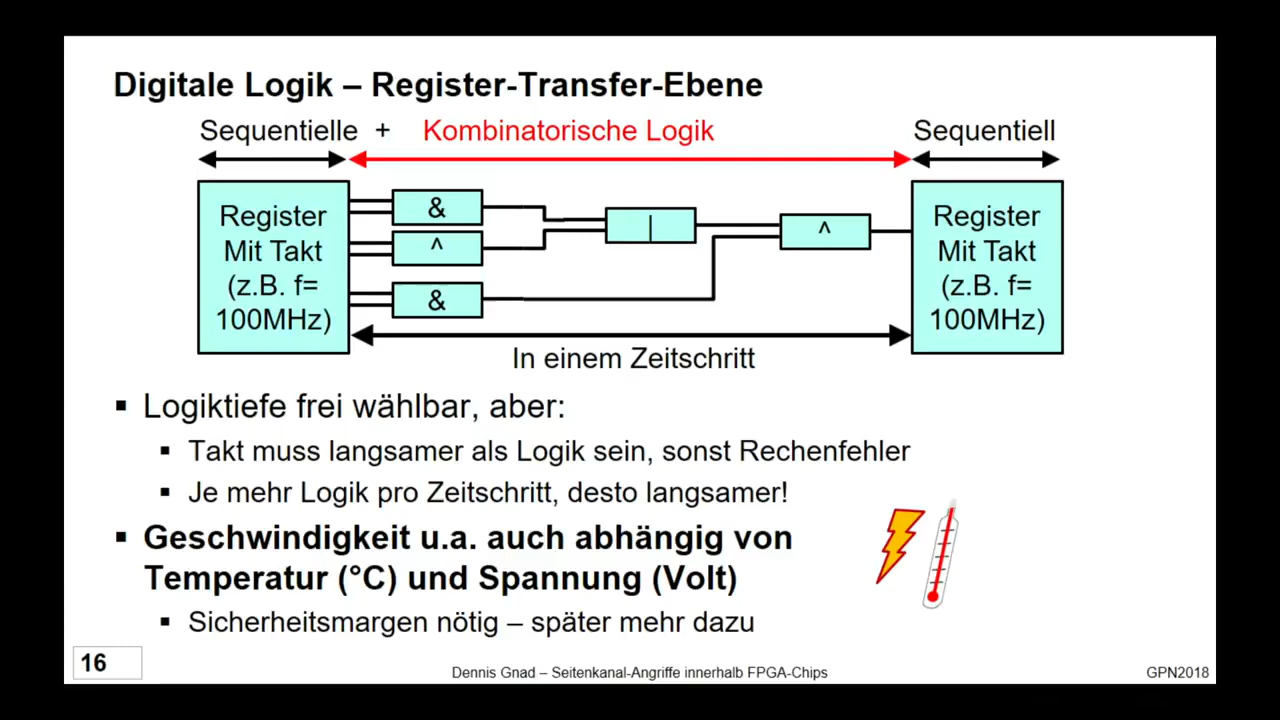 Digitale Logik – Register-Transfer-Ebene
Sequentielle + Kombinatorische Logik Sequentiell
Register
Mit Takt
(z.B. f=
100MHz)
&
^
&
|
^
Register
Mit Takt
(z.B. f=
100MHz)
In einem Zeitschritt
▪ Logiktiefe frei wählbar, aber:
▪ Takt muss langsamer als Logik sein, sonst Rechenfehler
▪ Je mehr Logik pro Zeitschritt, desto langsamer!
▪ Geschwindigkeit u.a. auch abhängig von
Temperatur (°C) und Spannung (Volt)
▪ Sicherheitsmargen nötig – später mehr dazu
16
Dennis Gnad – Seitenkanal-Angriffe innerhalb FPGA-Chips
GPN2018